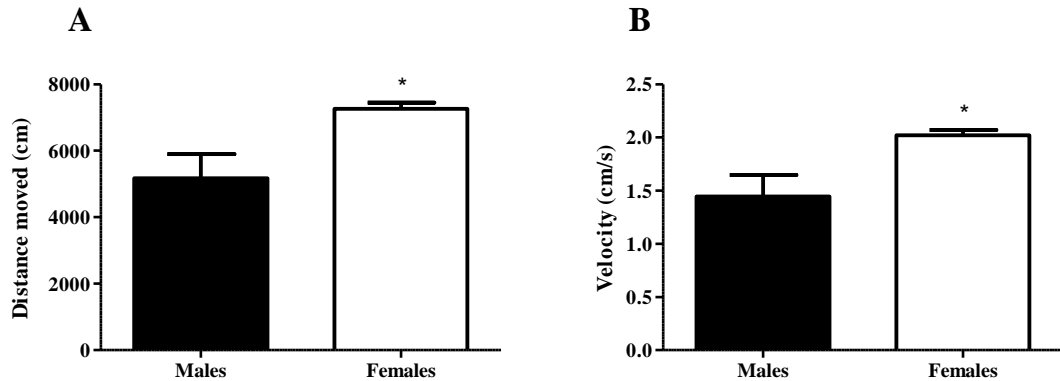 A
Distance moved (cm)
8000
6000
4000
2000
0
*
Males
Females
B
Velocity (cm/s)
2.5
2.0
1.5
1.0
0.5
0.0
*
Males
Females